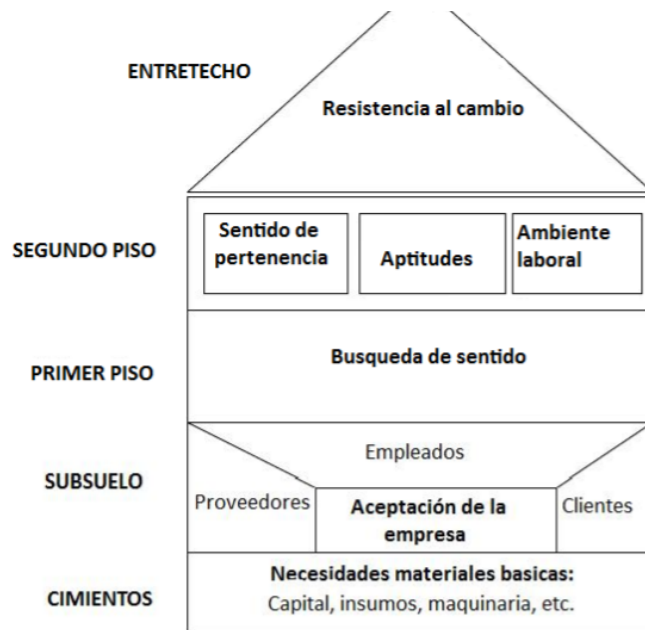 ENTRETECHO
Resistencia al cambio
SEGUNDO PISO
Sentido de
pertenencia
Aptitudes
Ambiente
laboral
PRIMER PISO
Busqueda de sentido
SUBSUELO
Empleados
Proveedores
Aceptación de la
empresa
Clientes
CIMIENTOS
Necesidades materiales basicas:
Capital, insumos, maquinaria, etc.